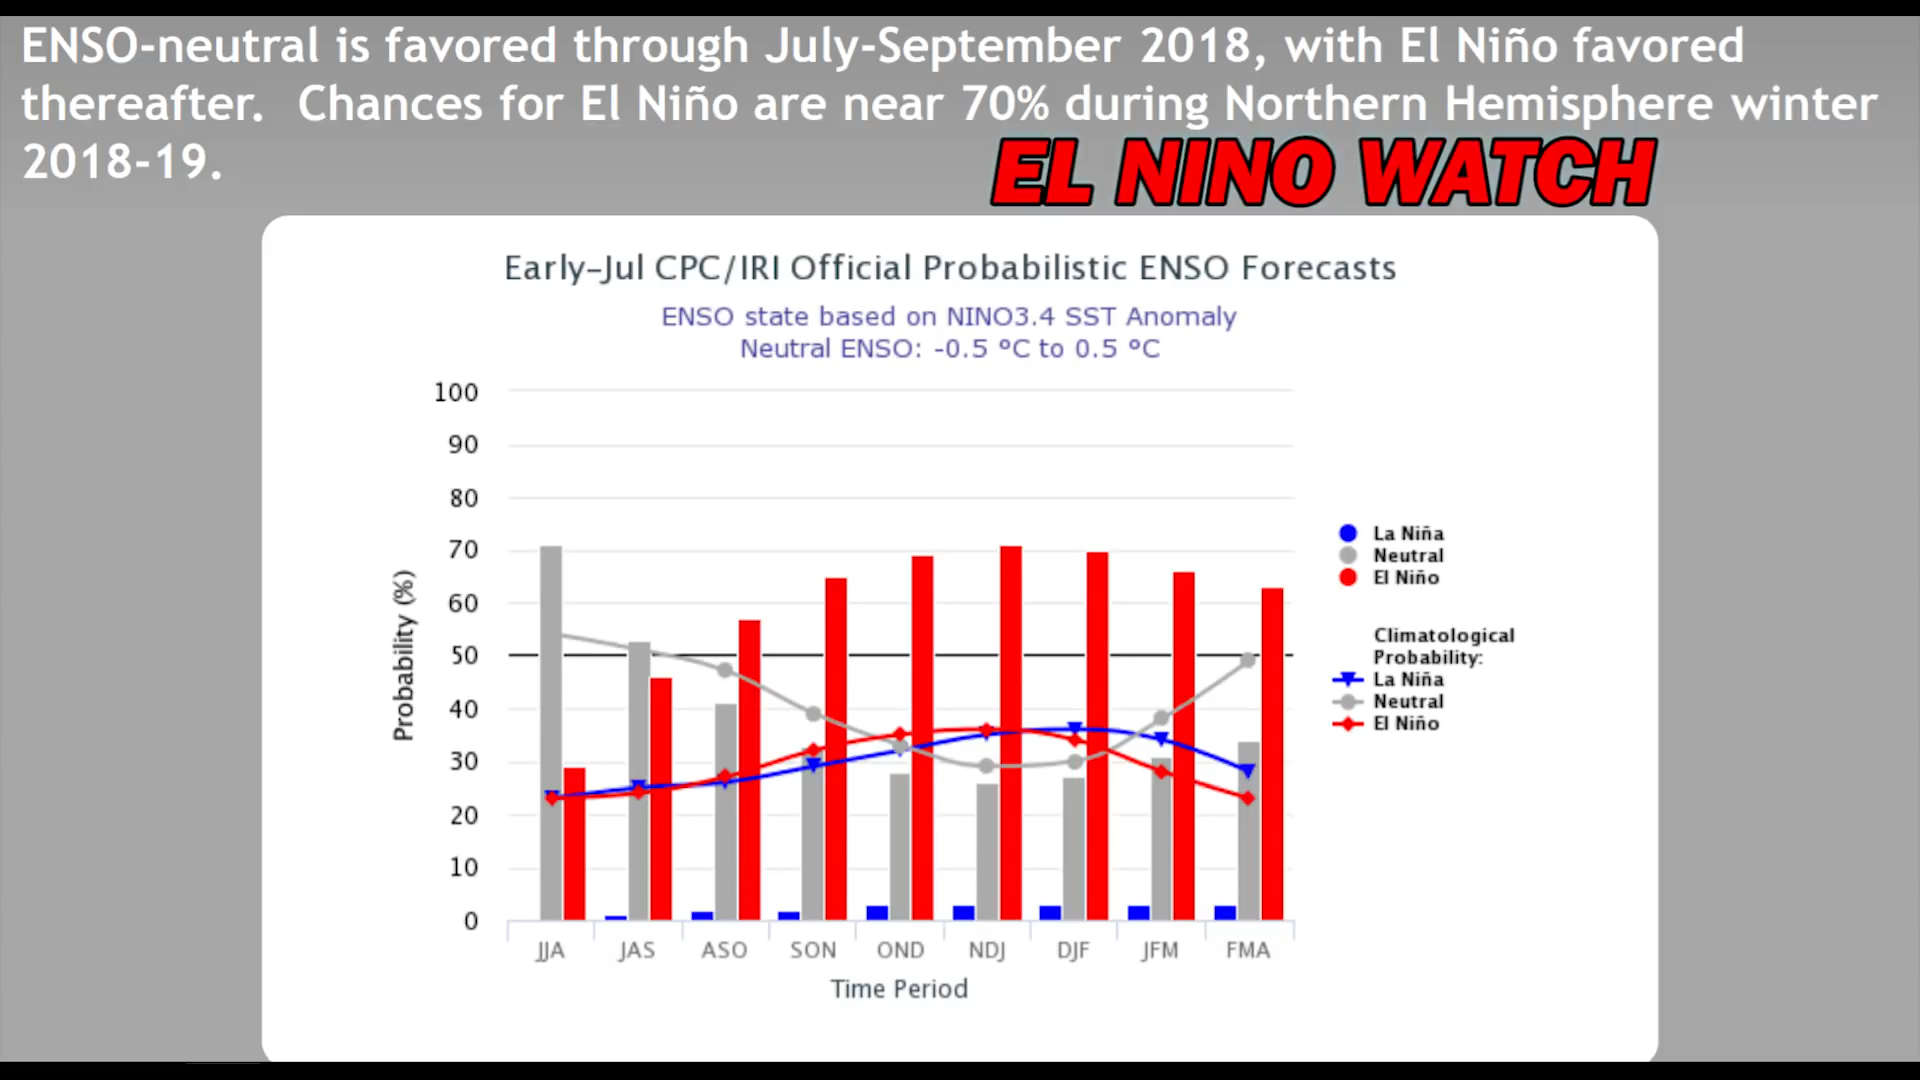 ENSO-neutral is favored through July-September 2018, with El Niño favored
thereafter.  Chances for El Niño are near 70% during Northern Hemisphere winter
2018-19.
EL NINO WATCH
Early-Jul CPC/IRI Official Probabilistic ENSO Forecasts
ENSO state based on NINO3.4 SST Anomaly
Neutral ENSO: -0.5 °C to 0.5 °C
Probability (%)
100
90
80
70
60
50
40
30
20
10
0
JJA JAS ASO SON OND NDJ DJF JFM FMA
Time Period
La Niña
Neutral
El Niño
Climatological
Probability:
La Niña
Neutral
El Niño